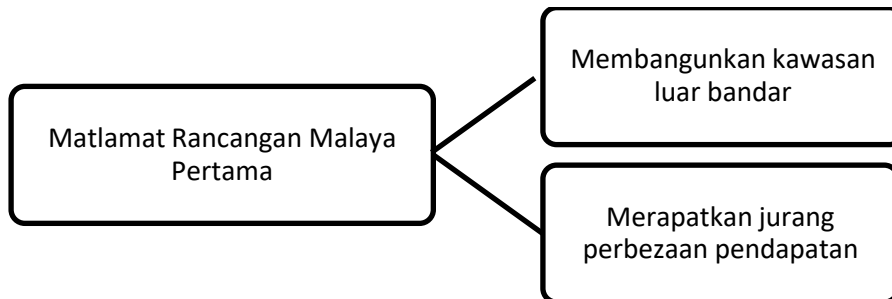 Matlamat Rancangan Malaya
Pertama
Membangunkan kawasan
luar bandar
Merapatkan jurang
perbezaan pendapatan